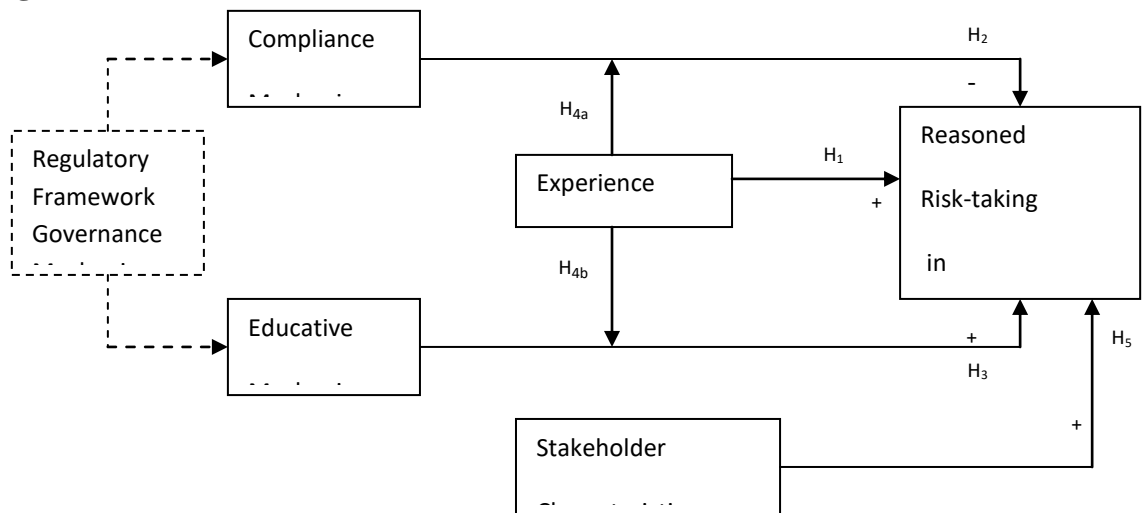 Compliance
H2
-
H4a
Reasoned
Risk-taking
in
Regulatory
Framework
Governance
Experience
H1
+
H4b
Educative
+
H3
H5
Stakeholder
+